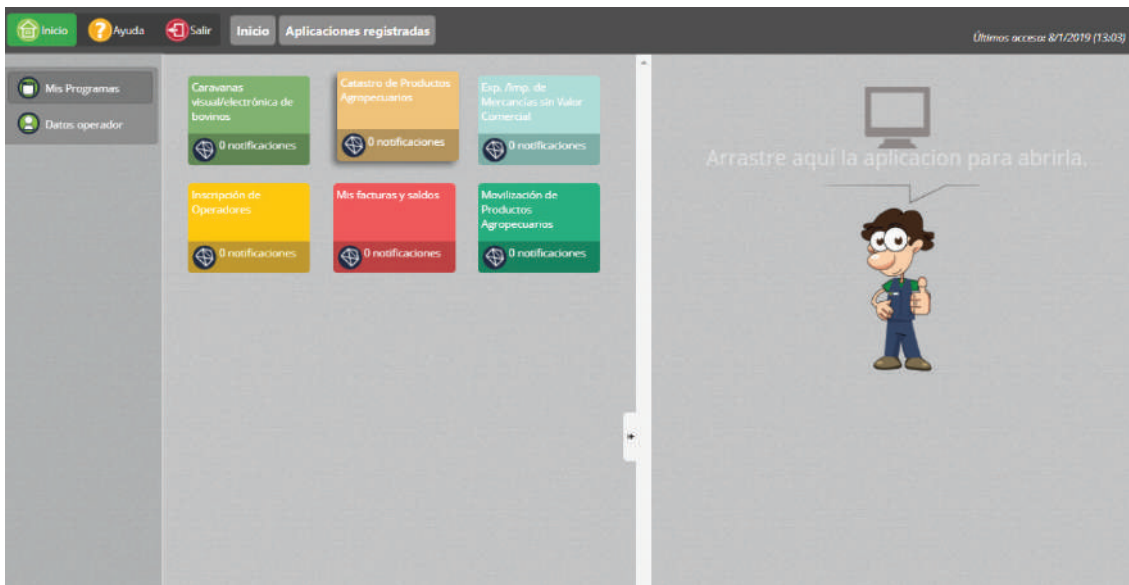 Inicio
Ayuda
Salir
Inicio
Aplicaciones registradas
Últimos acceso: 8/1/2019 (13:03)
Mis Programas
Datos operador
Caravanas
visual/electrónica de
bovinos
0 notificaciones
Catastro de Productos
Agropecuarios
0 notificaciones
Exp. /Imp. de
Mercancías sin Valor
Comercial
0 notificaciones
Inscripción de
Operadores
0 notificaciones
Mis facturas y saldos
0 notificaciones
Movilización de
Productos
Agropecuarios
0 notificaciones
Arrastre aquí la aplicacion para abrirla.